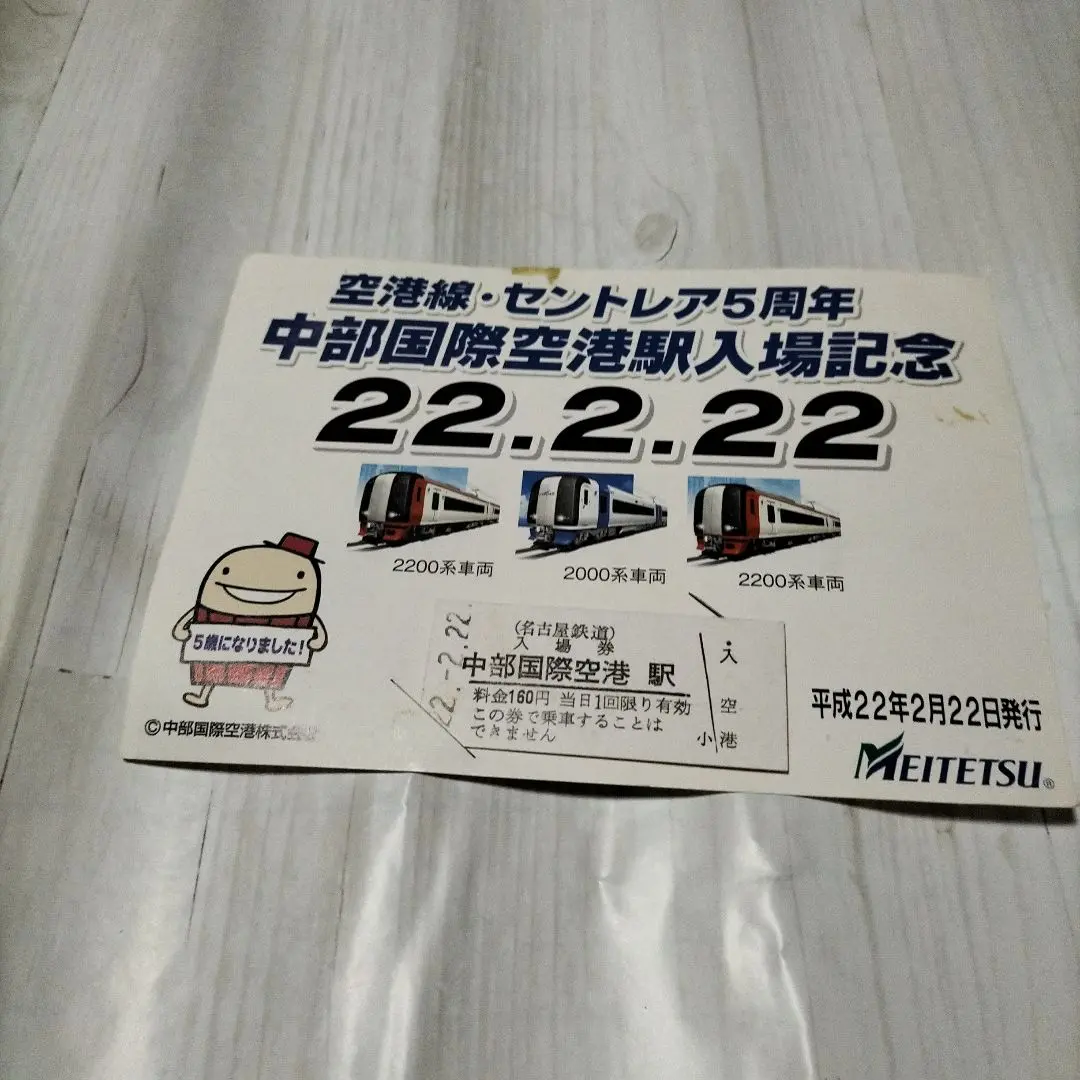 空港線・セントレア5周年
中部国際空港駅入場記念
22.2.22
2200系車両
2000系車両
2200系車両
5歳になりました!
©中部国際空港株式会社
22.-2.22.
(名古屋鉄道)
入場券
中部国際空港 駅
料金160円 当日1回限り有効
この券で乗車することは
できません
入
空
小 港
平成22年2月22日発行
MEITETSU®